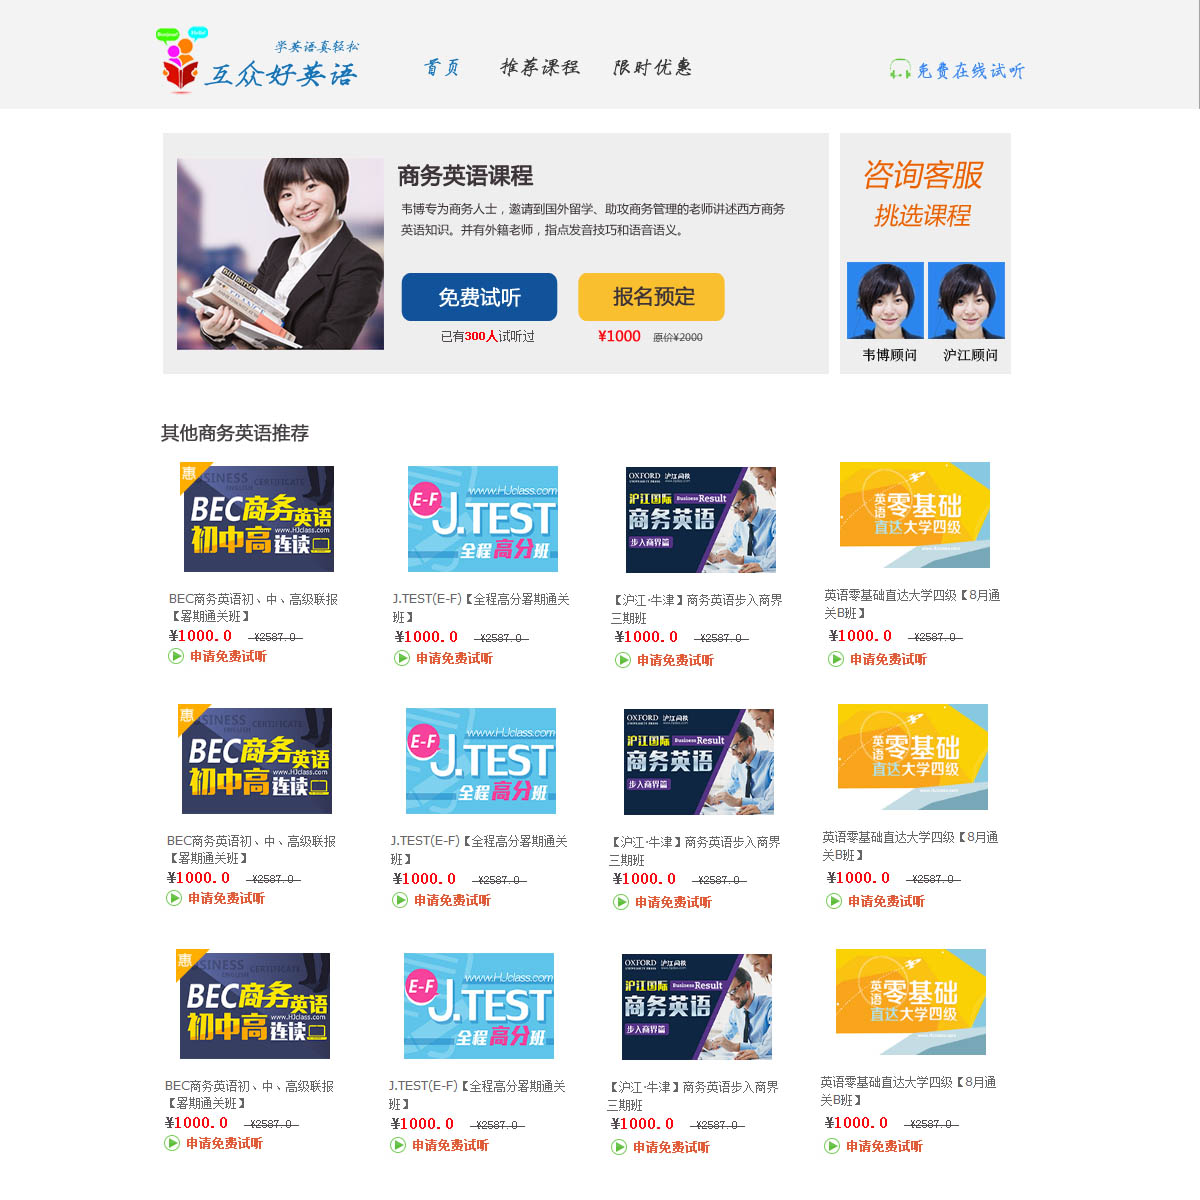 学英语真轻松
互众好英语
首页 推荐课程 限时优惠
免费在线试听
商务英语课程
韦博专为商务人士，邀请到国外留学、助攻商务管理的老师讲述西方商务
英语知识。并有外籍老师，指点发音技巧和语音语义。
免费试听 报名预定
已有300人试听过 ¥1000 原价¥2000
咨询客服
挑选课程
韦博顾问 沪江顾问
其他商务英语推荐
惠
BUSINESS
ENGLISH
CERTIFICATE
BEC商务英语
www.HJclass.com
初中高连读
www.HJclass.com
E-F
J.TEST
全程高分班
OXFORD 沪江网校
UNIVERSITY PRESS
沪江国际 Business Result
商务英语
步入商界篇
英语零基础
直达大学四级
BEC商务英语初、中、高级联报
【暑期通关班】
¥1000.0 ¥2587.0
申请免费试听
J.TEST(E-F)【全程高分暑期通关
班】
¥1000.0 ¥2587.0
申请免费试听
【沪江·牛津】商务英语步入商界
三期班
¥1000.0 ¥2587.0
申请免费试听
英语零基础直达大学四级【8月通
关B班】
¥1000.0 ¥2587.0
申请免费试听
惠
BUSINESS
ENGLISH
CERTIFICATE
BEC商务英语
www.HJclass.com
初中高连读
www.HJclass.com
E-F
J.TEST
全程高分班
OXFORD 沪江网校
UNIVERSITY PRESS
沪江国际 Business Result
商务英语
步入商界篇
英语零基础
直达大学四级
BEC商务英语初、中、高级联报
【暑期通关班】
¥1000.0 ¥2587.0
申请免费试听
J.TEST(E-F)【全程高分暑期通关
班】
¥1000.0 ¥2587.0
申请免费试听
【沪江·牛津】商务英语步入商界
三期班
¥1000.0 ¥2587.0
申请免费试听
英语零基础直达大学四级【8月通
关B班】
¥1000.0 ¥2587.0
申请免费试听
惠
BUSINESS
ENGLISH
CERTIFICATE
BEC商务英语
www.HJclass.com
初中高连读
www.HJclass.com
E-F
J.TEST
全程高分班
OXFORD 沪江网校
UNIVERSITY PRESS
沪江国际 Business Result
商务英语
步入商界篇
英语零基础
直达大学四级
BEC商务英语初、中、高级联报
【暑期通关班】
¥1000.0 ¥2587.0
申请免费试听
J.TEST(E-F)【全程高分暑期通关
班】
¥1000.0 ¥2587.0
申请免费试听
【沪江·牛津】商务英语步入商界
三期班
¥1000.0 ¥2587.0
申请免费试听
英语零基础直达大学四级【8月通
关B班】
¥1000.0 ¥2587.0
申请免费试听